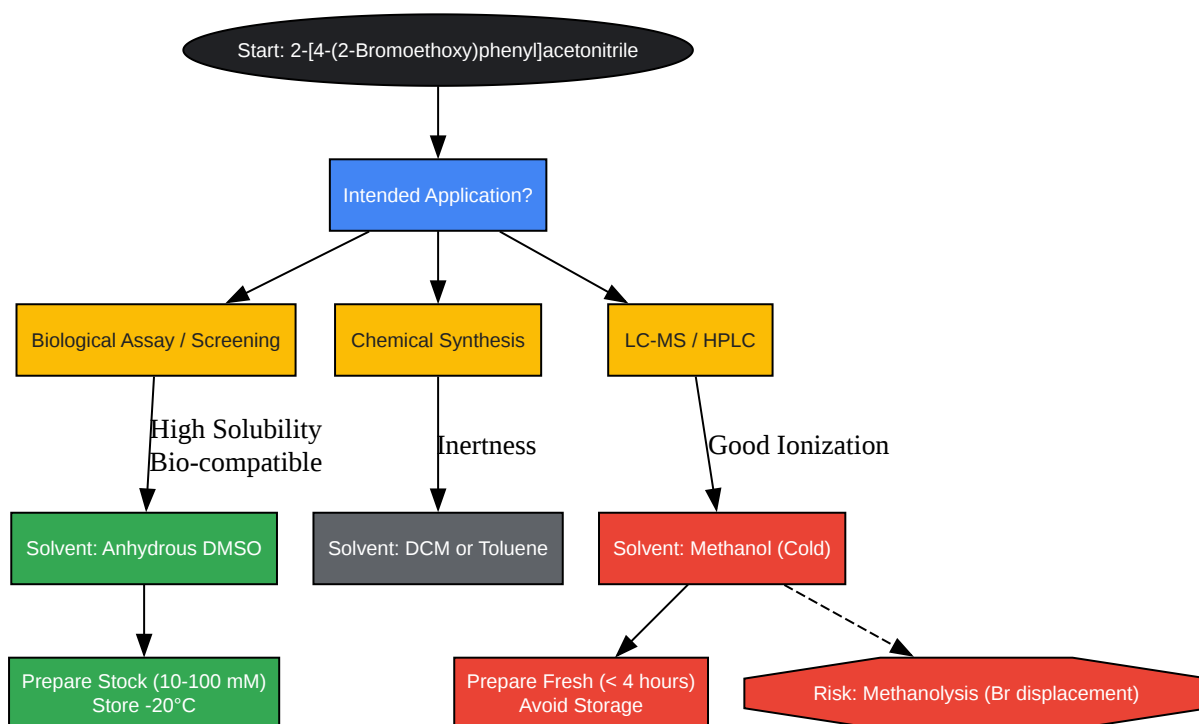 Start: 2-[4-(2-Bromoethoxy)phenyl]acetonitrile
Intended Application?
Biological Assay / Screening
Chemical Synthesis
LC-MS / HPLC
High Solubility
Bio-compatible
Inertness
Good Ionization
Solvent: Anhydrous DMSO
Solvent: DCM or Toluene
Solvent: Methanol (Cold)
Prepare Stock (10-100 mM)
Store -20°C
Prepare Fresh (< 4 hours)
Avoid Storage
Risk: Methanolysis (Br displacement)